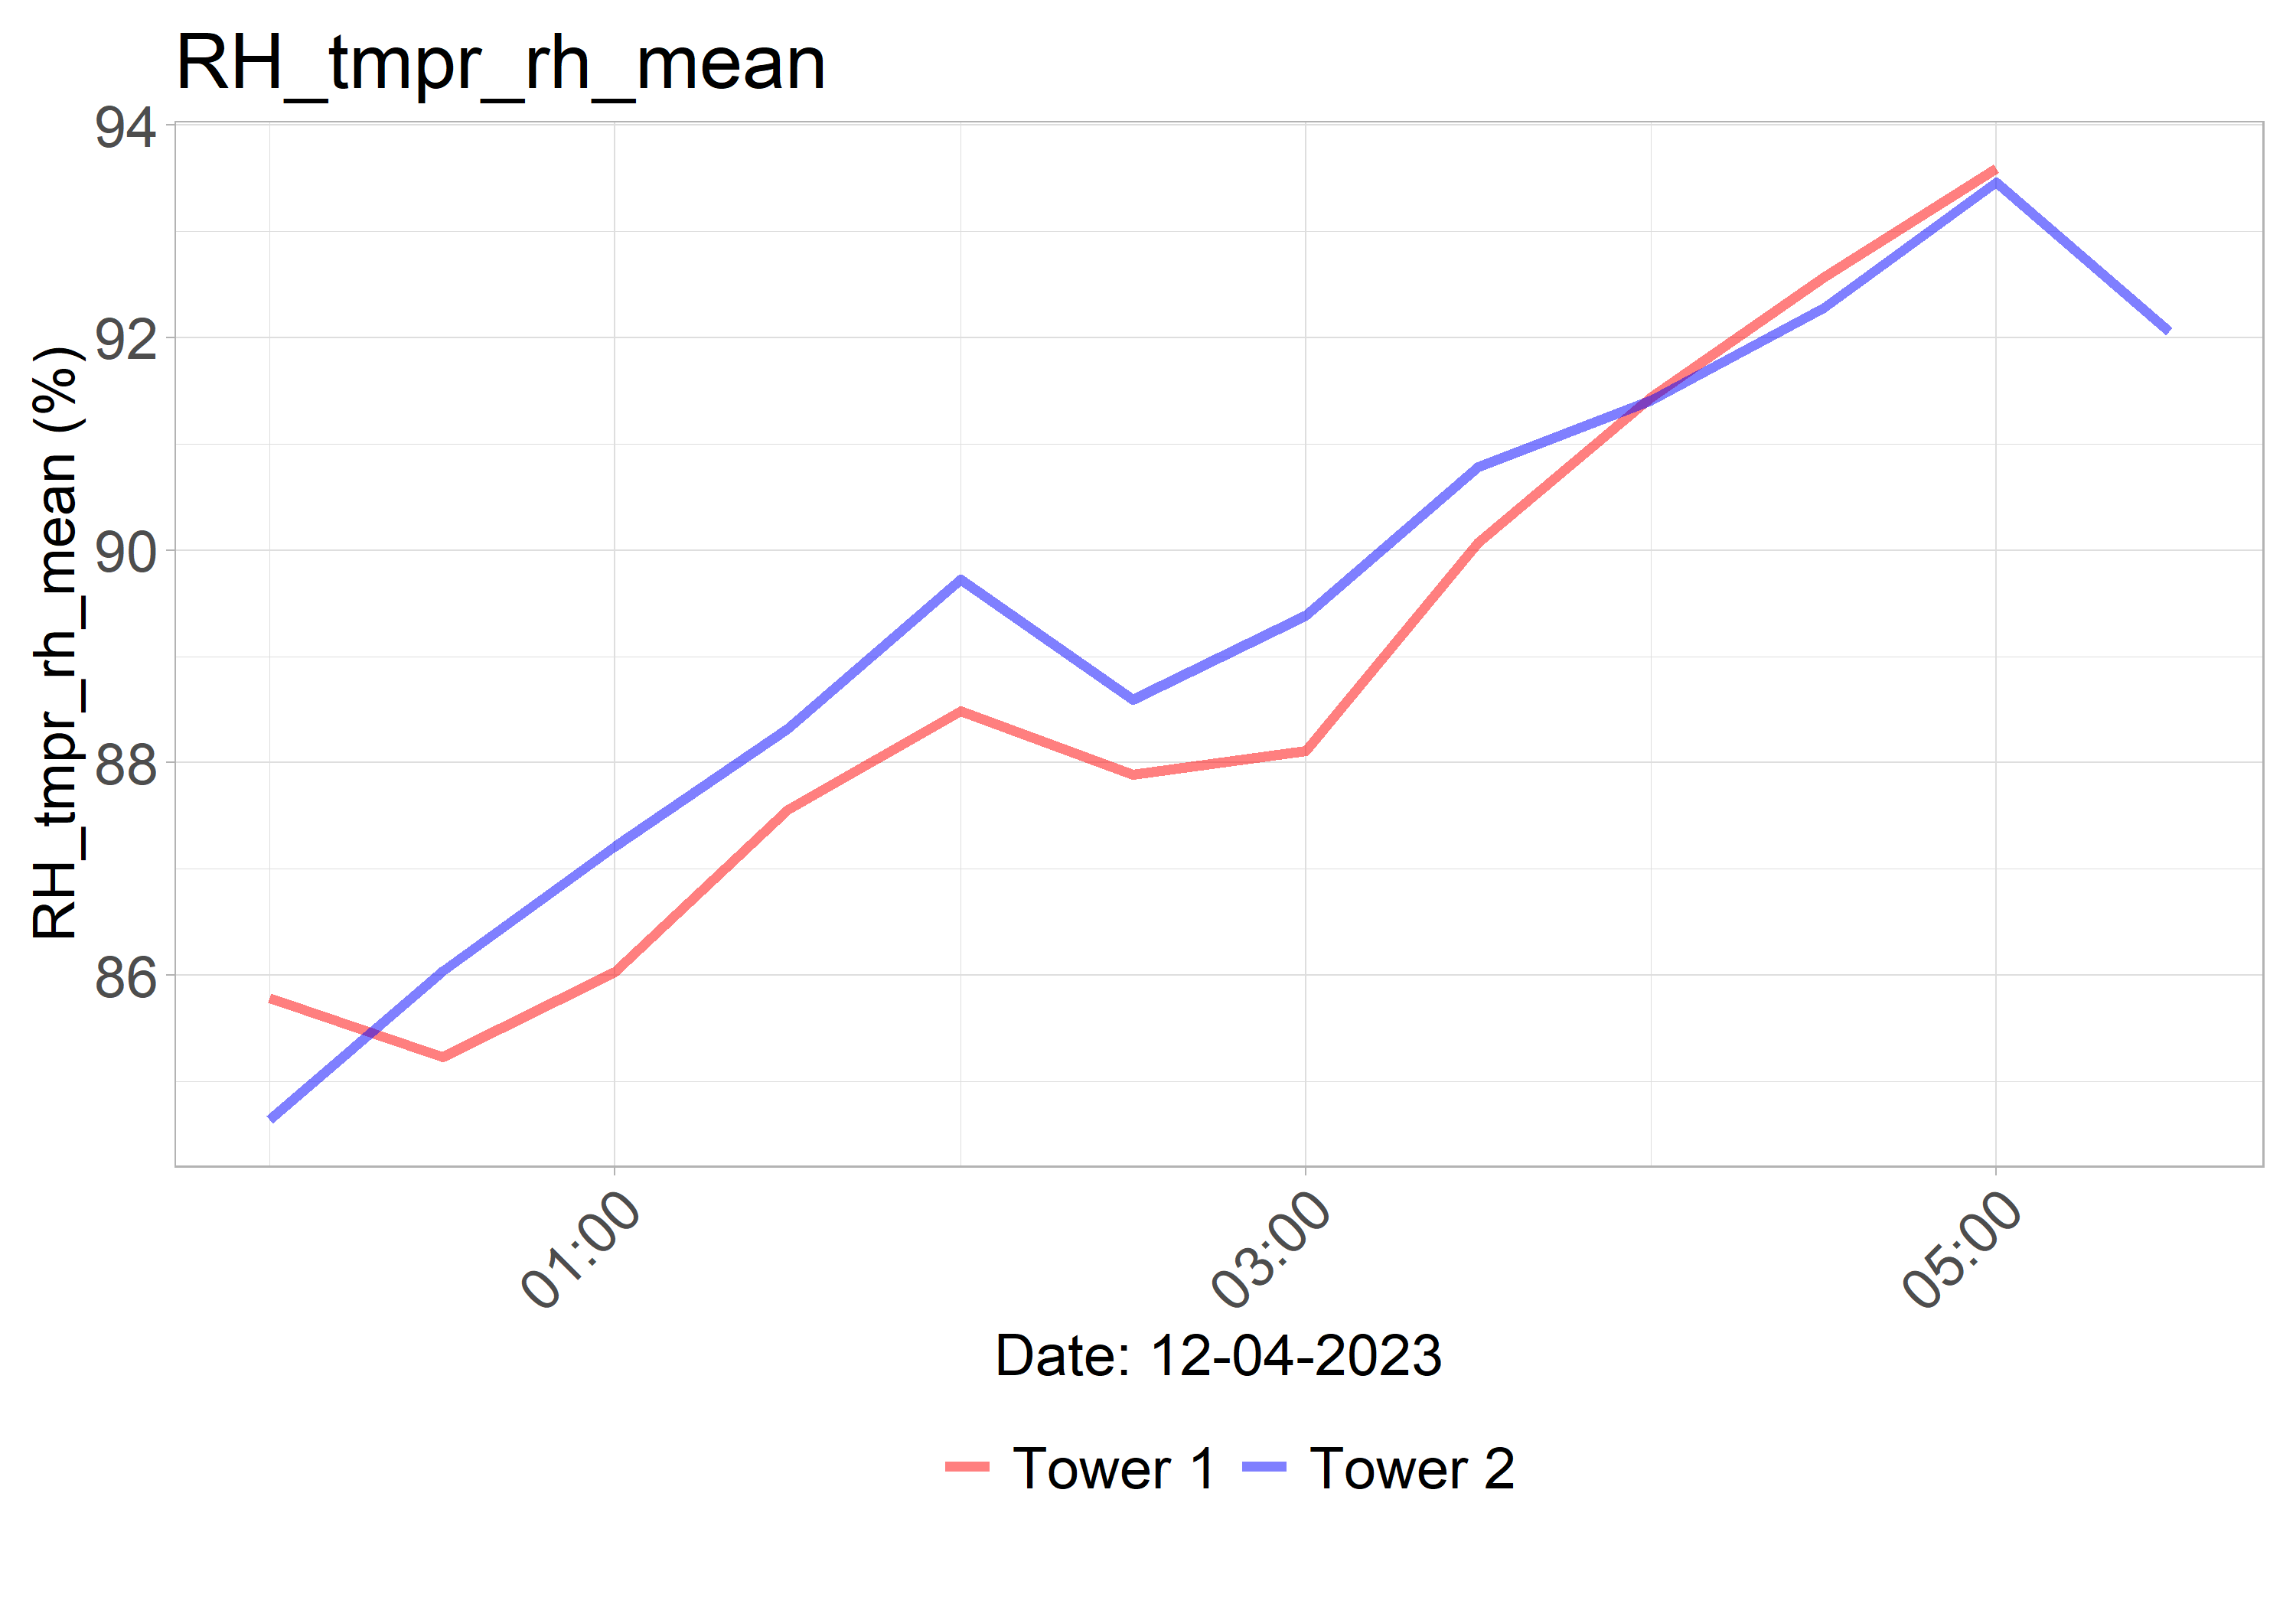 RH_tmpr_rh_mean
RH_tmpr_rh_mean (%)
94
92
90
88
86
01:00
03:00
05:00
Date: 12-04-2023
Tower 1
Tower 2